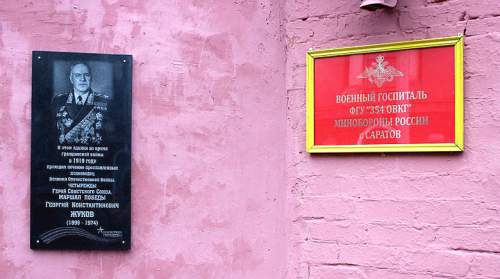 В этом здании во время
гражданской войны
в 1919 году
проходил лечение прославленный
полководец
Великой Отечественной Войны,
четырежды
Герой Советского Союза,
МАРШАЛ ПОБЕДЫ
Георгий Константинович
ЖУКОВ
(1896 - 1974)
ВОЕННЫЙ ГОСПИТАЛЬ
ФГУ "354 ОВКГ"
МИНОБОРОНЫ РОССИИ
г. САРАТОВ